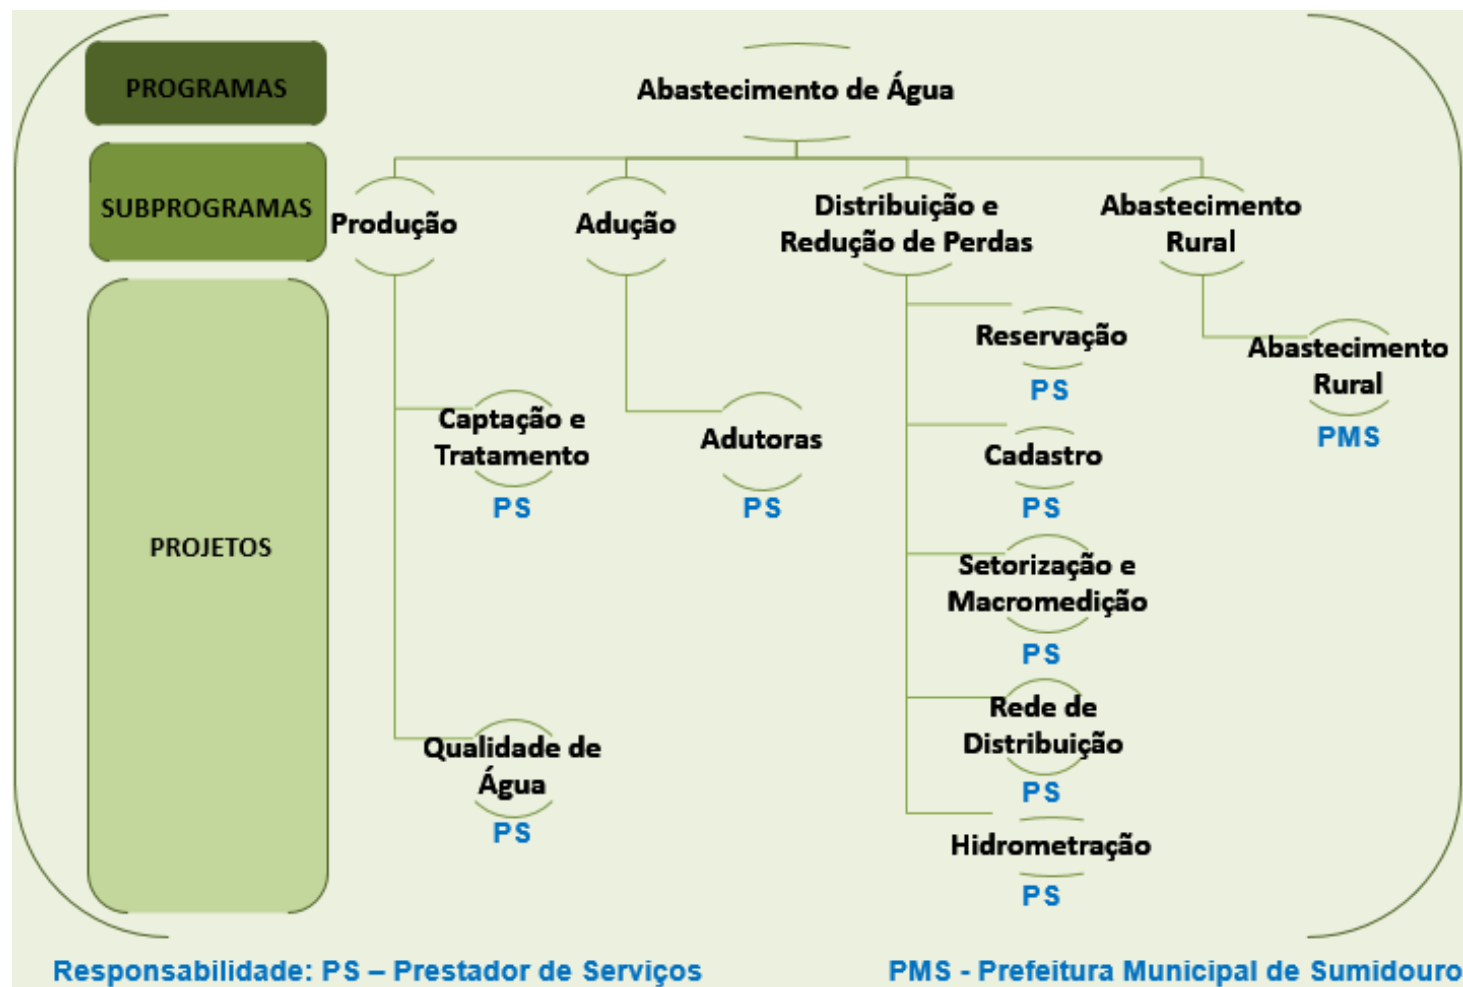 PROGRAMAS
Abastecimento de Água
SUBPROGRAMAS
Produção
Adução
Distribuição e
Redução de Perdas
Abastecimento
Rural
PROJETOS
Captação e
Tratamento
PS
Qualidade de
Água
PS
Adutoras
PS
Reservação
PS
Cadastro
PS
Setorização e
Macromedição
PS
Rede de
Distribuição
PS
Hidrometração
PS
Abastecimento
Rural
PMS
Responsabilidade: PS – Prestador de Serviços
PMS - Prefeitura Municipal de Sumidouro